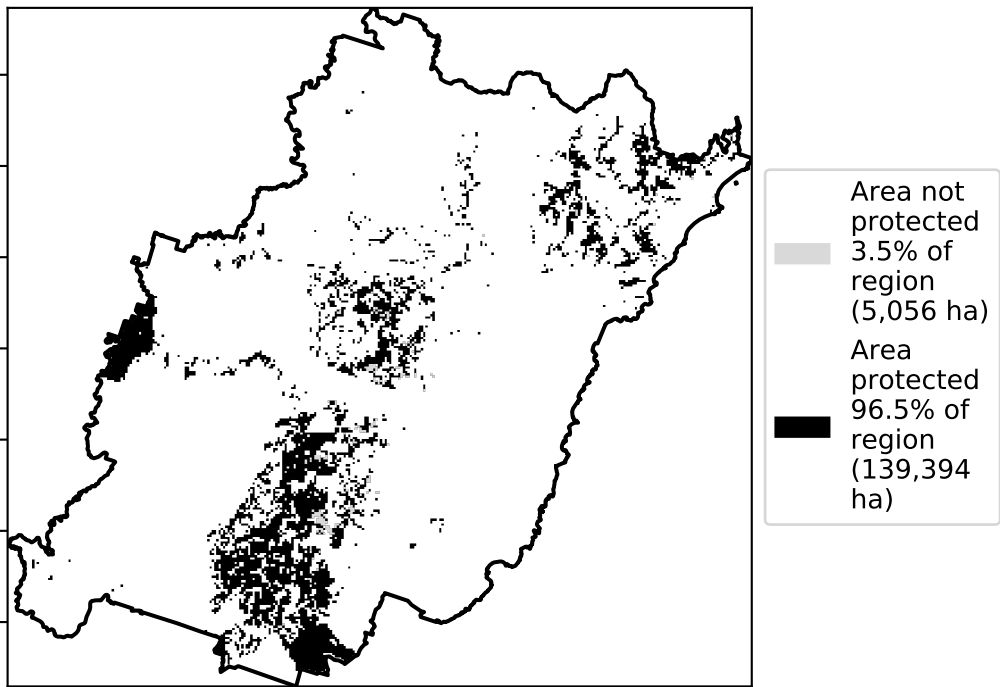 Area not
protected
3.5% of
region
(5,056 ha)
Area
protected
96.5% of
region
(139,394
ha)